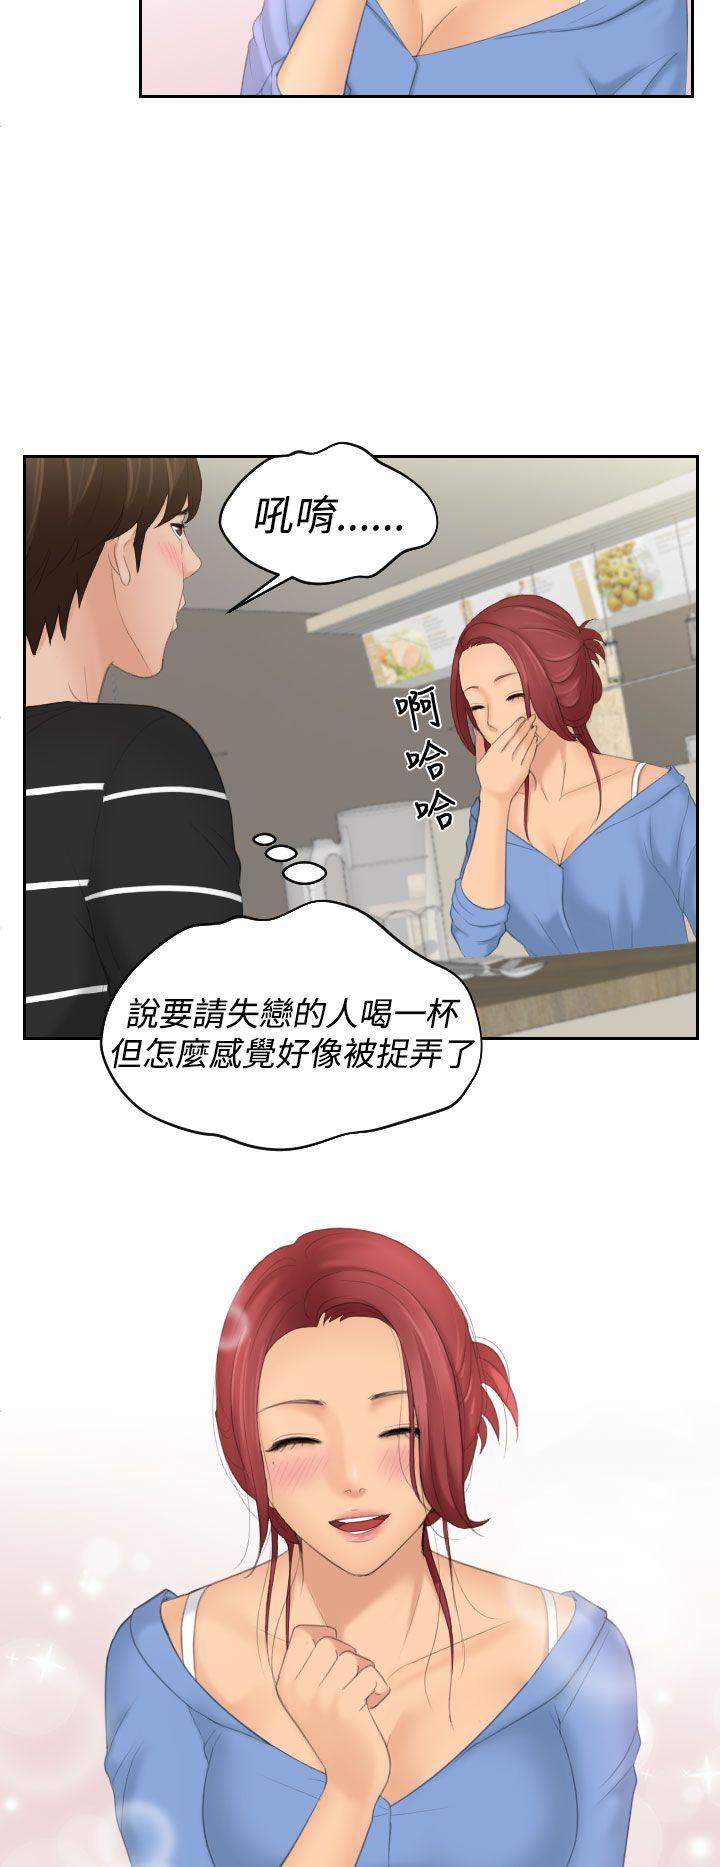 吼唷……
啊哈哈
說要請失戀的人喝一杯
但怎麼感覺好像被捉弄了